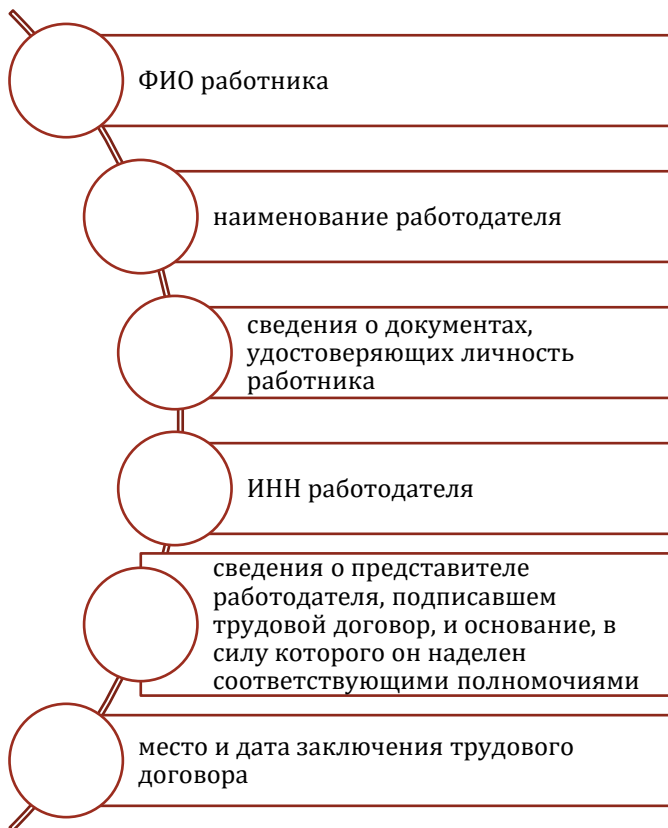 ФИО работника
наименование работодателя
сведения о документах,
удостоверяющих личность
работника
ИНН работодателя
сведения о представителе
работодателя, подписавшем
трудовой договор, и основание, в
силу которого он наделен
соответствующими полномочиями
место и дата заключения трудового
договора